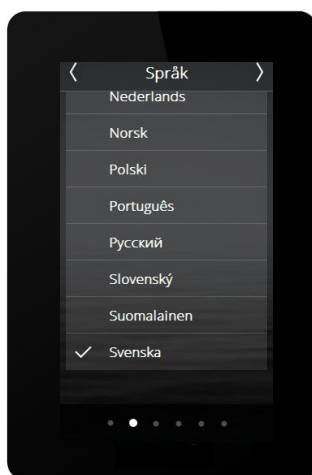 Språk
Nederlands
Norsk
Polski
Português
Русский
Slovenský
Suomalainen
Svenska